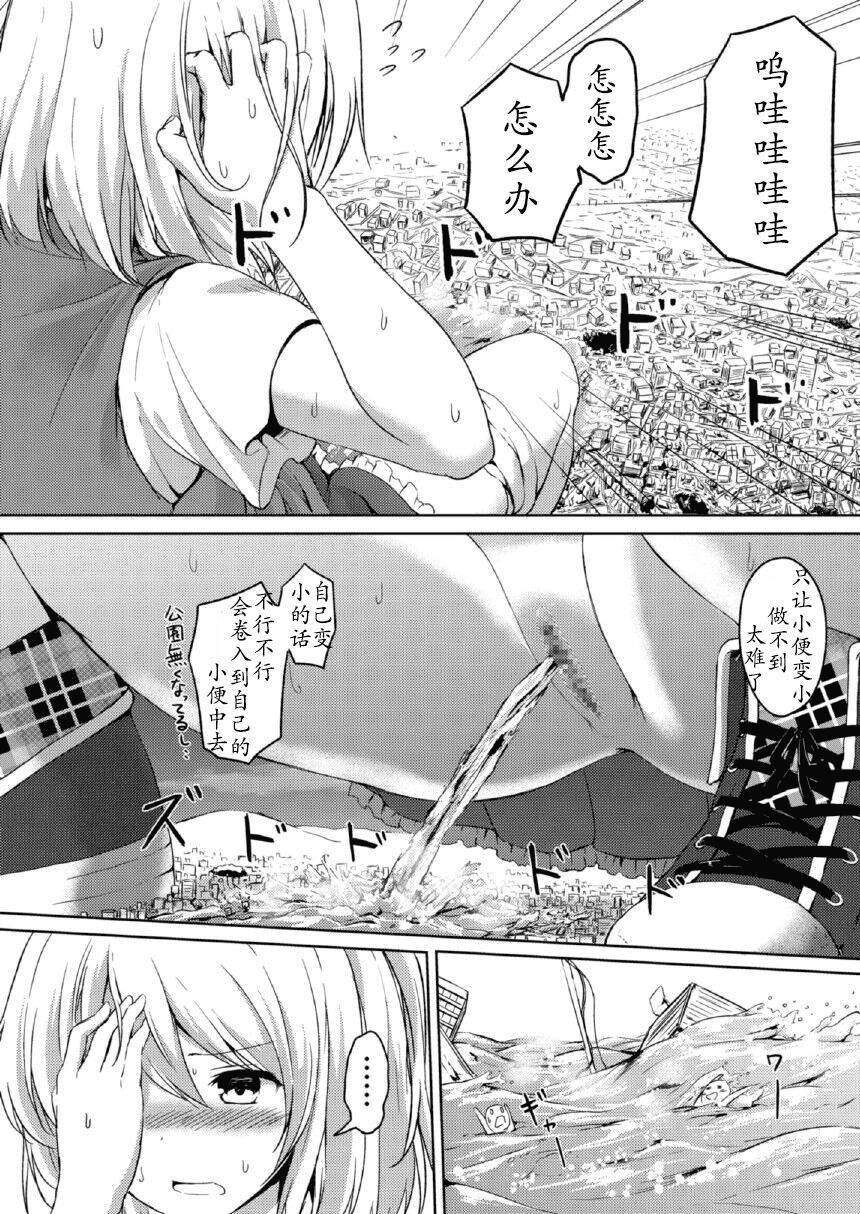 呜哇哇哇哇
怎怎怎
怎么办
ド
ド
ド
ド
只让小便变小
做不到
太难了
自己变
小的话
不行不行
会卷入到自己的
小便中去
公園無くなってるし…
ズ
ド
ド
ド
ド
ワー
ギャー
……